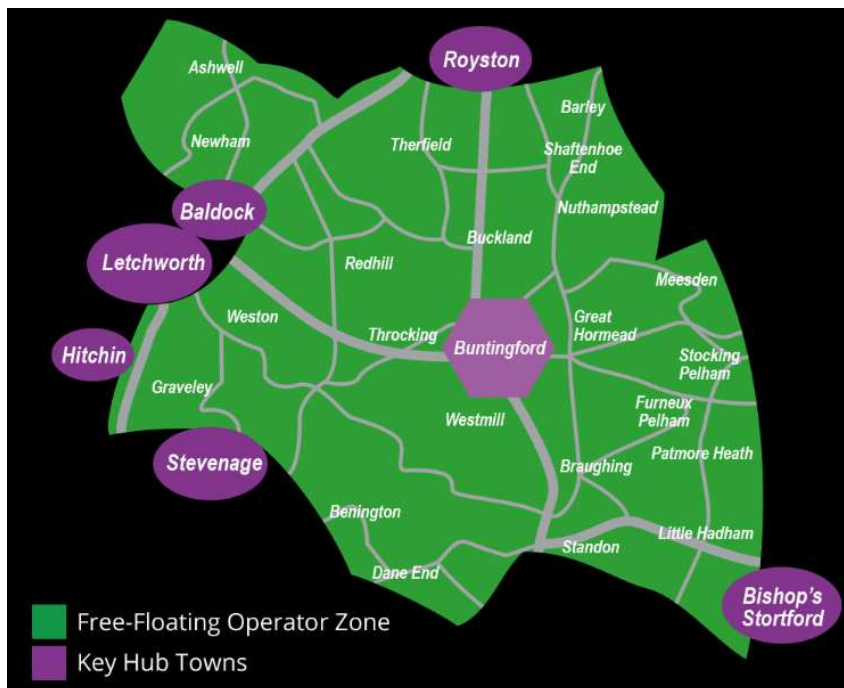 Royston
Ashwell
Barley
Newham
Therfield
Shaftenhoe
End
Baldock
Nuthampstead
Buckland
Letchworth
Redhill
Meesden
Weston
Throcking
Great
Hormead
Buntingford
Hitchin
Stocking
Pelham
Graveley
Furneux
Pelham
Westmill
Stevenage
Braughing
Patmore Heath
Benington
Standon
Little Hadham
Dane End
Bishop's
Stortford
Free-Floating Operator Zone
Key Hub Towns